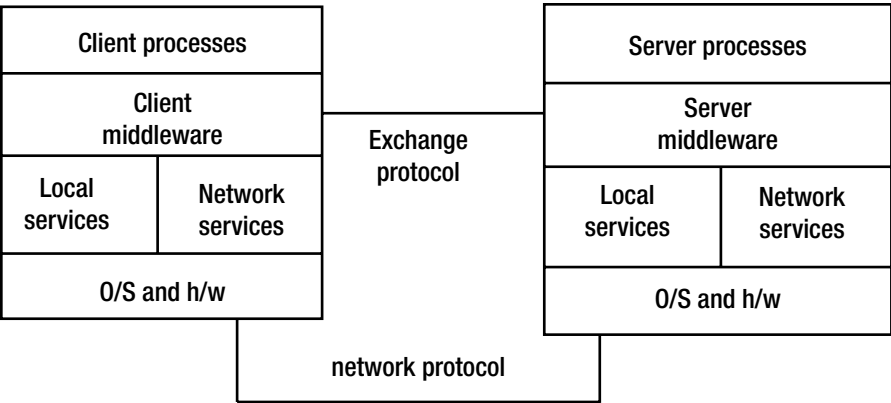 Client processes
Client
middleware
Local
services
Network
services
O/S and h/w
Exchange
protocol
Server processes
Server
middleware
Local
services
Network
services
O/S and h/w
network protocol